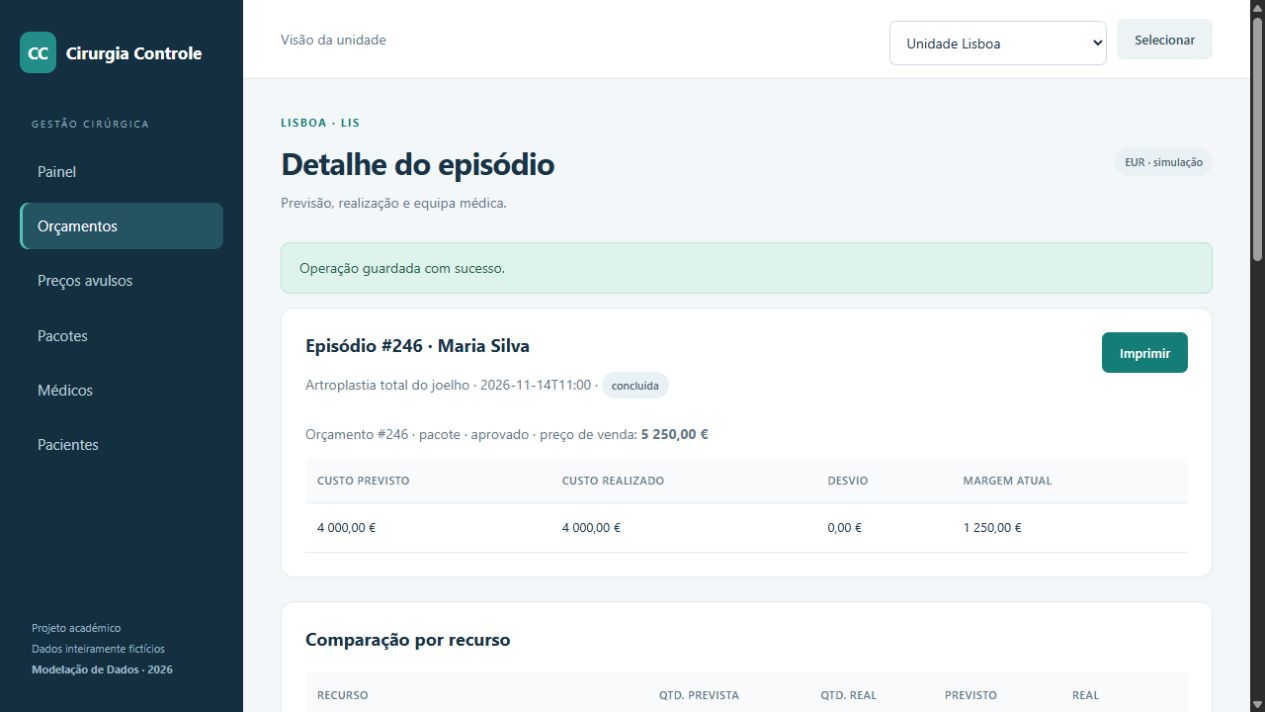 CC Cirurgia Controle
GESTÃO CIRÚRGICA
Painel
Orçamentos
Preços avulsos
Pacotes
Médicos
Pacientes
Projeto académico
Dados inteiramente fictícios
Modelação de Dados · 2026
Visão da unidade
Unidade Lisboa
Selecionar
LISBOA · LIS
Detalhe do episódio
EUR · simulação
Previsão, realização e equipa médica.
Operação guardada com sucesso.
Episódio #246 · Maria Silva
Imprimir
Artroplastia total do joelho · 2026-11-14T11:00 · concluida
Orçamento #246 · pacote · aprovado · preço de venda: 5 250,00 €
CUSTO PREVISTO CUSTO REALIZADO DESVIO MARGEM ATUAL
4 000,00 € 4 000,00 € 0,00 € 1 250,00 €
Comparação por recurso
RECURSO QTD. PREVISTA QTD. REAL PREVISTO REAL